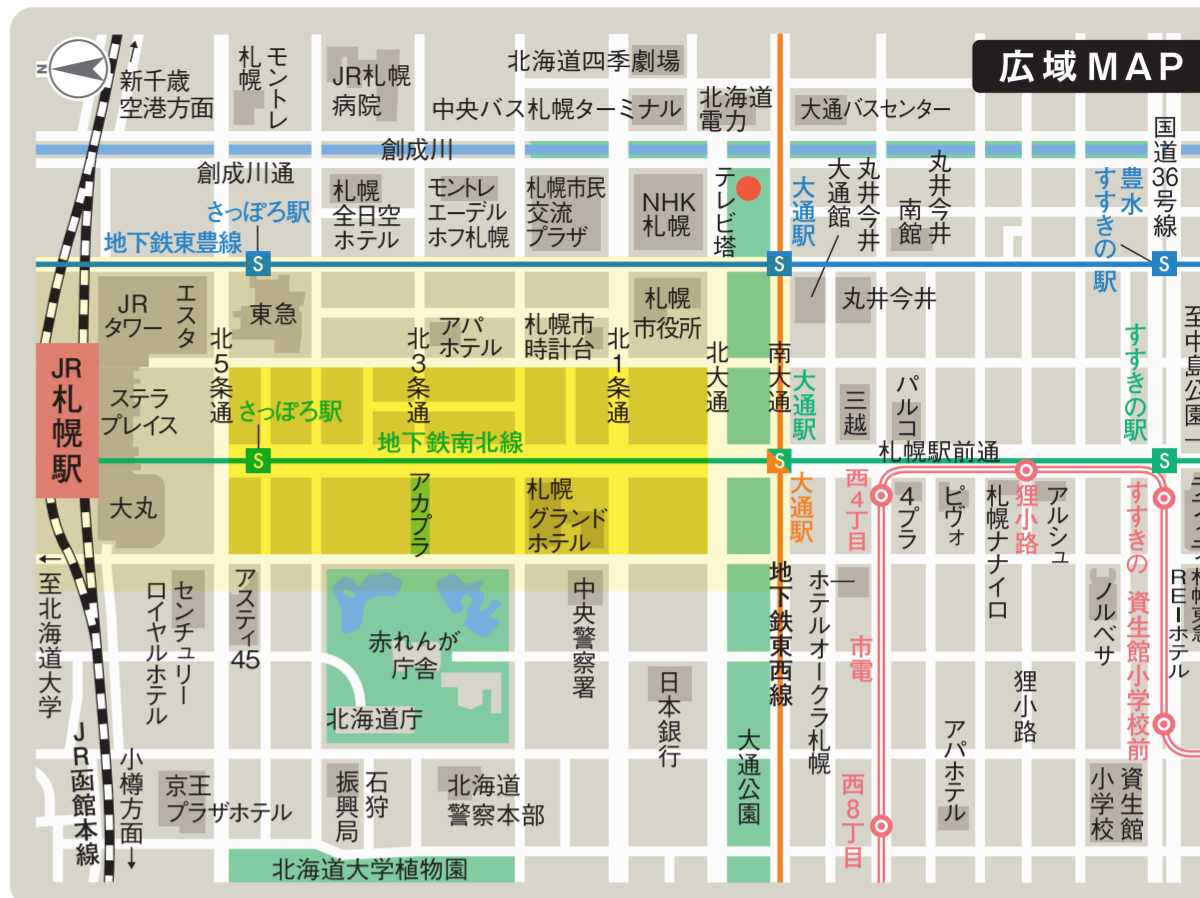 広域MAP
N
新千歳
空港方面
札幌
モントレ
JR札幌
病院
北海道四季劇場
中央バス札幌ターミナル
北海道
電力
大通バスセンター
創成川
創成川通
国道36号線
さっぽろ駅
地下鉄東豊線
札幌
全日空
ホテル
モントレ
エーデル
ホフ札幌
札幌市民
交流
プラザ
NHK
札幌
テレビ塔
大通駅
丸井今井
大通館
丸井今井
南館
豊水
すすきの駅
S
S
S
JR
タワー
エスタ
東急
アパ
ホテル
札幌市
時計台
札幌
市役所
丸井今井
北5条通
北3条通
北1条通
北大通
南大通
JR
札幌駅
ステラ
プレイス
さっぽろ駅
地下鉄南北線
大通駅
三越
パルコ
札幌駅前通
すすきの駅
至中島公園
S
S
S
大丸
アカプラ
札幌
グランド
ホテル
大通駅
西4丁目
4プラ
ピヴォ
札幌ナナイロ
狸小路
アルシュ
すすきの
至北海道大学
センチュリー
ロイヤルホテル
アスティ
45
赤れんが
庁舎
北海道庁
中央警察署
日本銀行
地下鉄東西線
ホテルオークラ札幌
市電
狸小路
ノルベサ
資生館小学校前
REIホテル
JR函館本線
小樽方面
京王
プラザホテル
石狩
振興局
北海道
警察本部
大通公園
西8丁目
アパホテル
資生館
小学校
北海道大学植物園